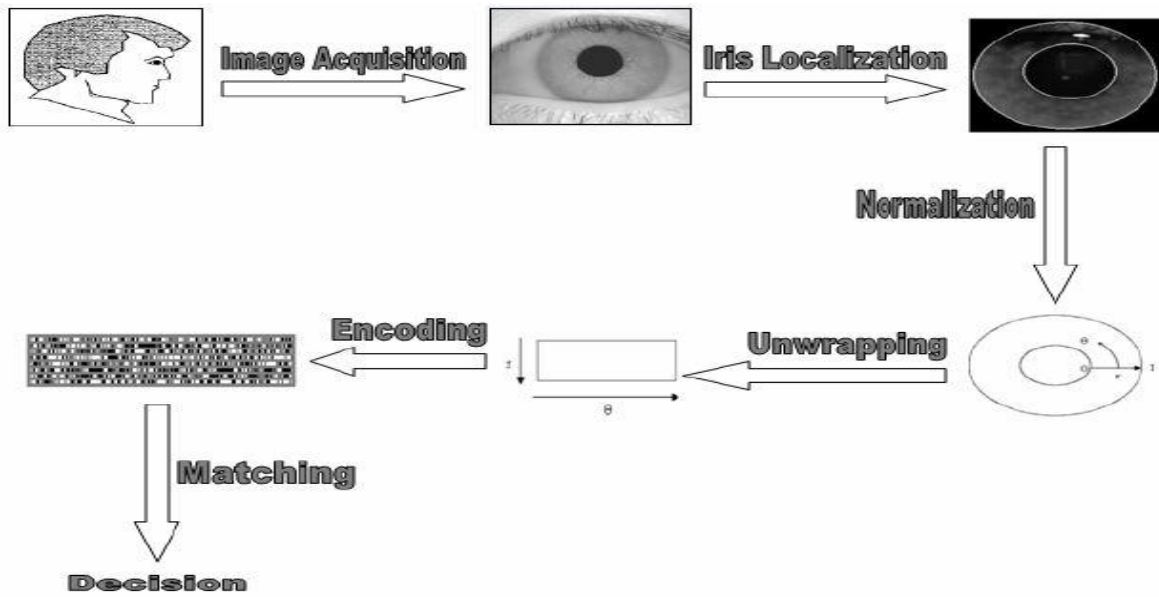 Image Acquisition
Iris Localization
Normalization
Unwrapping
Encoding
Matching
Decision
θ
r
θ